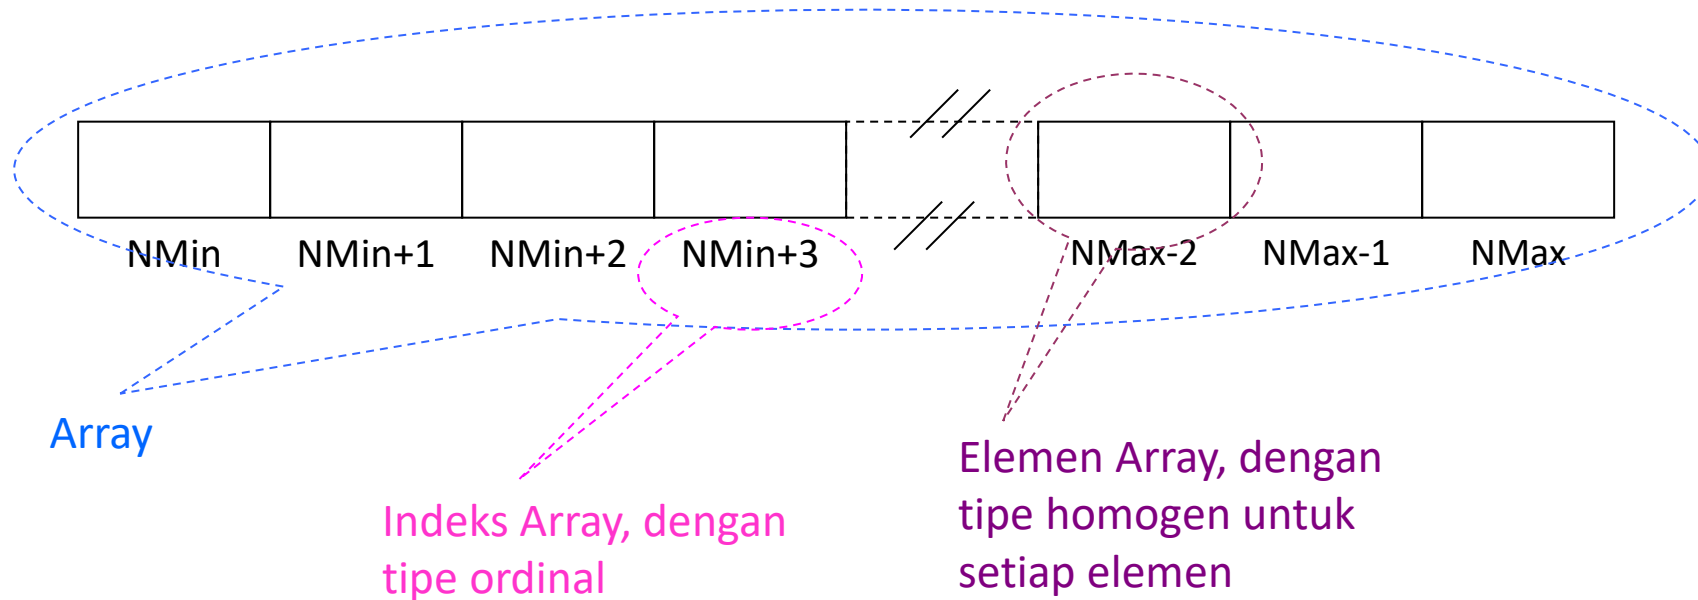 NMin NMin+1 NMin+2 NMin+3 NMax-2 NMax-1 NMax
Array
Indeks Array, dengan
tipe ordinal
Elemen Array, dengan
tipe homogen untuk
setiap elemen